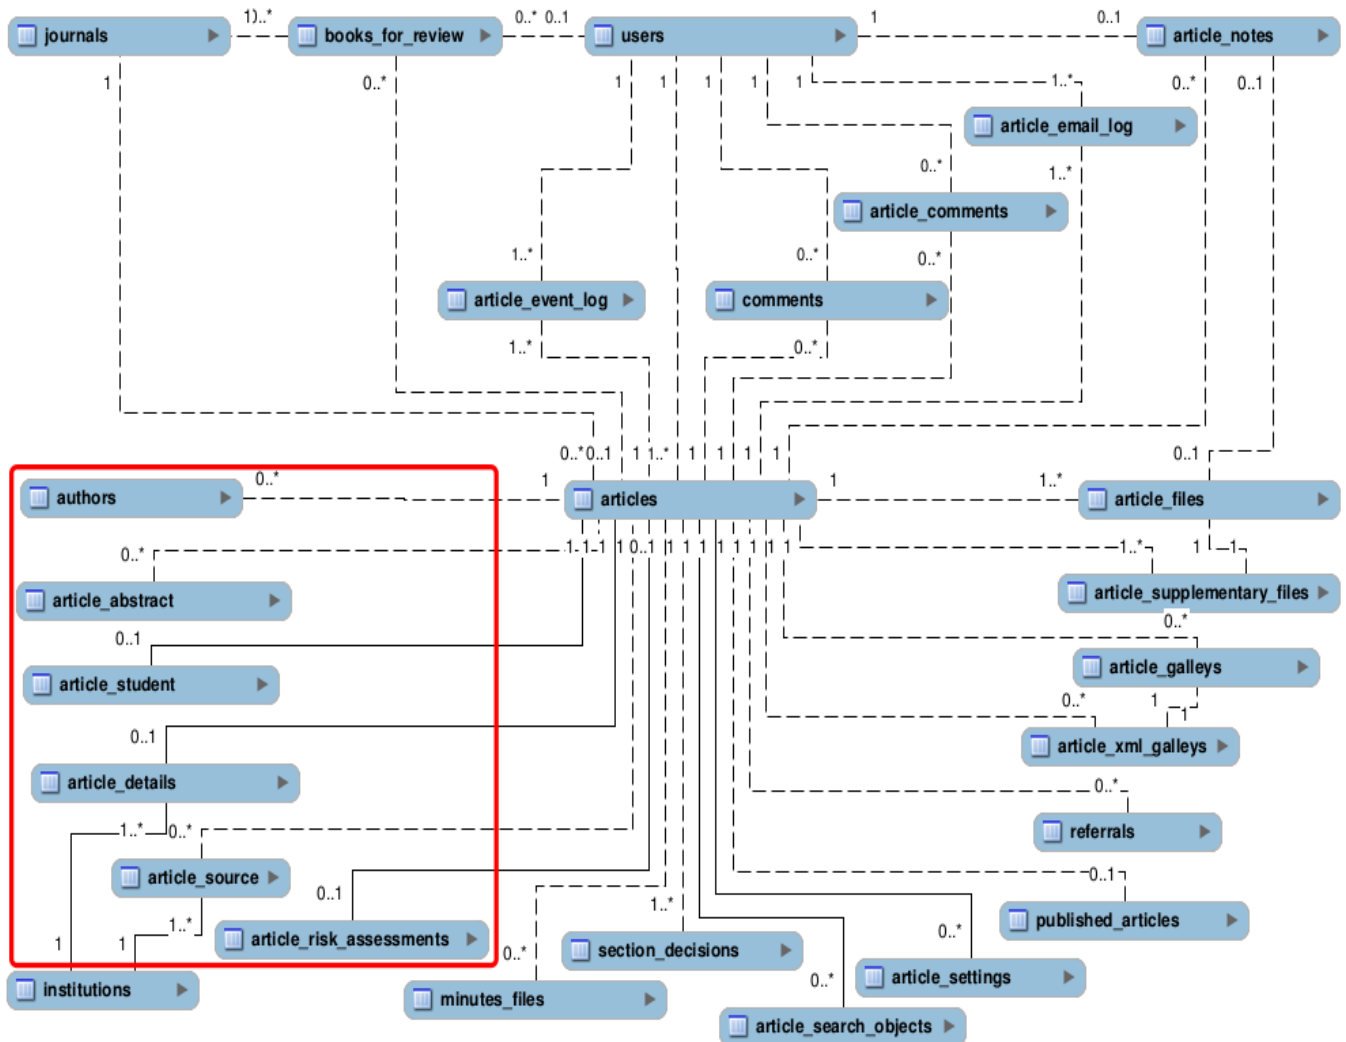 journals 1)..* books_for_review 0..* 0..1 users 1 0..1 article_notes
1 0..* 1 1 1 1 1 1..* 0..* 0..1
article_email_log
0..* 1..*
article_comments
1..* 0..* 0..*
article_event_log comments
1..* 0..*
0..* 0..1 1 1..* 1 1 1 1 0..1
authors 0..* 1 articles 1 1..* article_files
0..* 1 1 1 1 0..1 1 1 1 1 1 1 1 1 1..* 1 1
article_abstract article_supplementary_files
0..1 0..*
article_student article_galleys
0..* 1 1
0..1 article_xml_galleys
article_details 0..*
1..* 0..* referrals
article_source 0..1
0..1 1..*
1..* published_articles
1 1 article_risk_assessments 0..* section_decisions 0..*
institutions minutes_files 0..* article_settings
article_search_objects